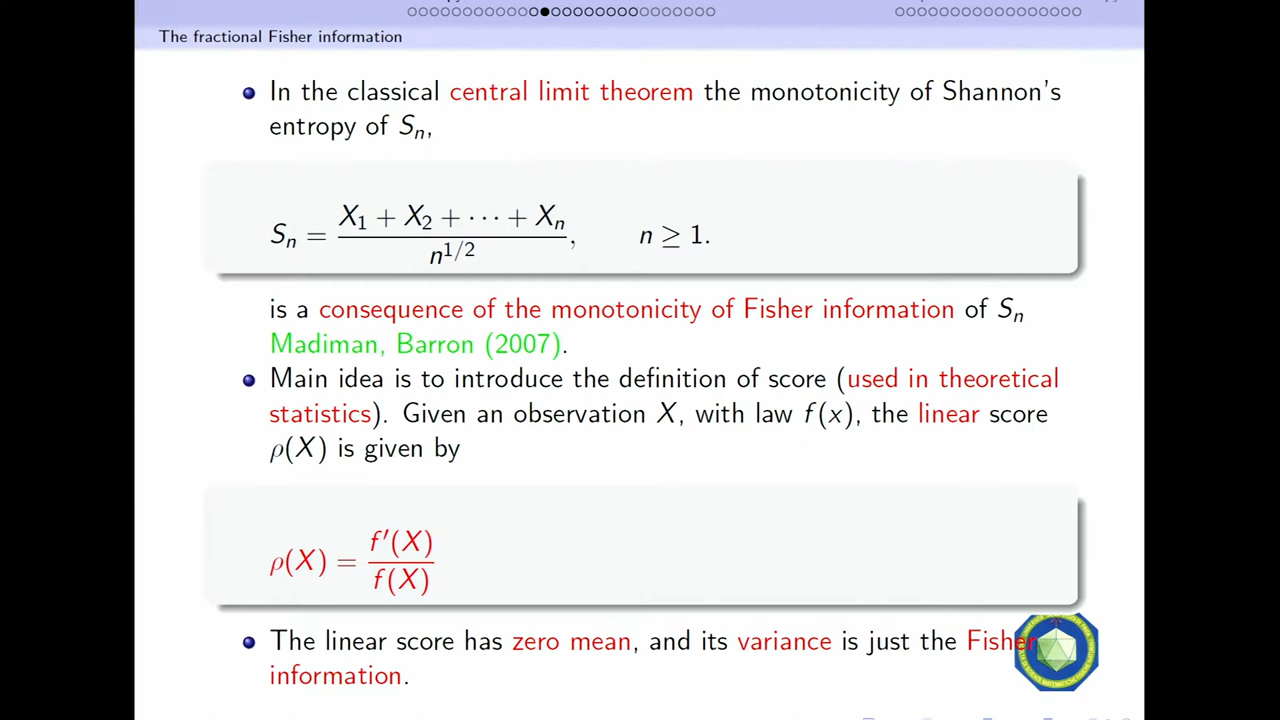 The fractional Fisher information
In the classical central limit theorem the monotonicity of Shannon's
entropy of Sₙ,
Sₙ = (X₁ + X₂ + ⋯ + Xₙ) / n^{1/2}, n ≥ 1.
is a consequence of the monotonicity of Fisher information of Sₙ
Madiman, Barron (2007).
Main idea is to introduce the definition of score (used in theoretical
statistics). Given an observation X, with law f(x), the linear score
ρ(X) is given by
ρ(X) = f′(X) / f(X)
The linear score has zero mean, and its variance is just the Fisher
information.